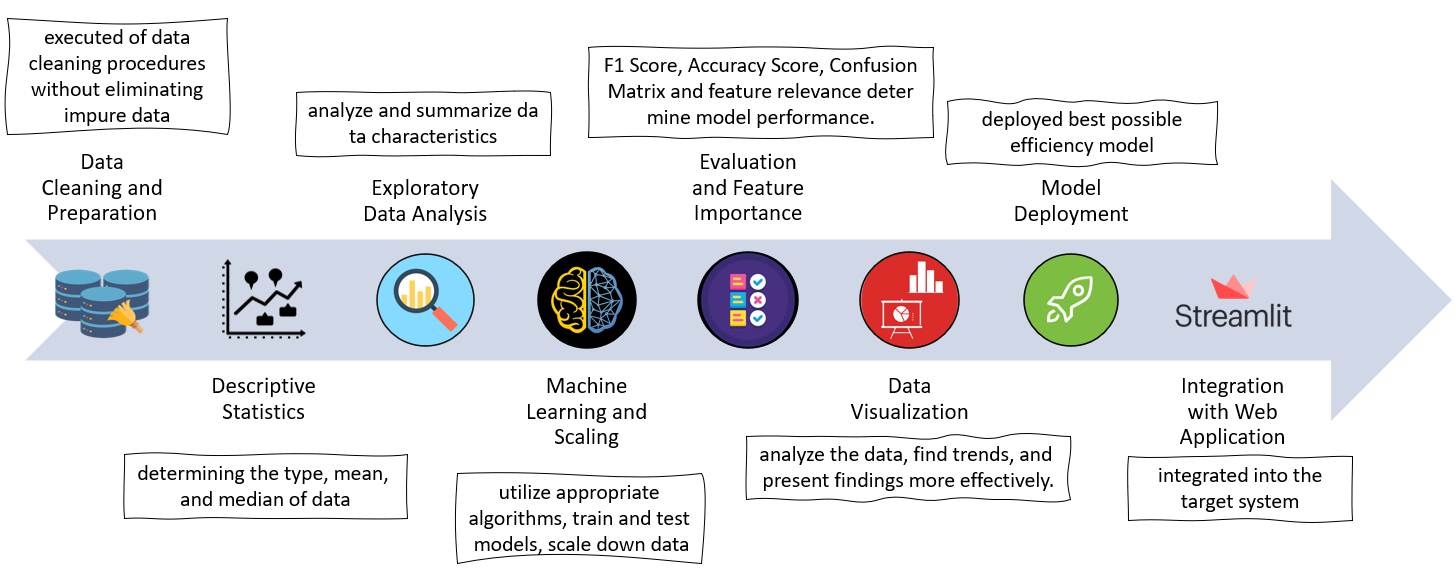 executed of data
cleaning procedures
without eliminating
impure data
Data
Cleaning and
Preparation
analyze and summarize da
ta characteristics
Exploratory
Data Analysis
F1 Score, Accuracy Score, Confusion
Matrix and feature relevance deter
mine model performance.
Evaluation
and Feature
Importance
deployed best possible
efficiency model
Model
Deployment
Streamlit
Descriptive
Statistics
determining the type, mean,
and median of data
Machine
Learning and
Scaling
utilize appropriate
algorithms, train and test
models, scale down data
Data
Visualization
analyze the data, find trends, and
present findings more effectively.
Integration
with Web
Application
integrated into the
target system